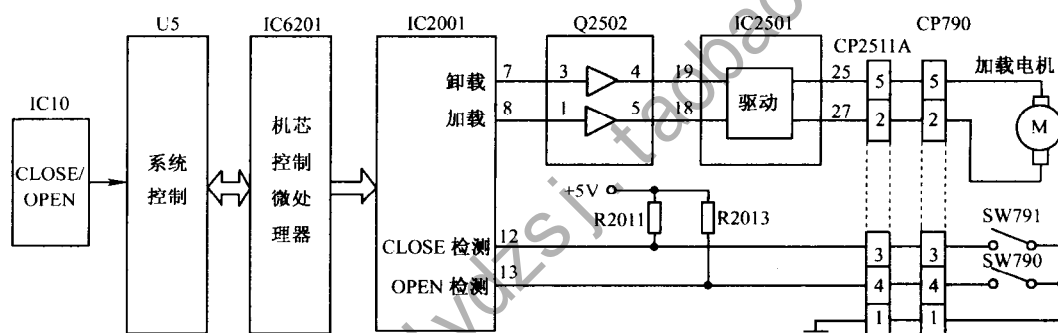 U5
IC6201
IC2001
Q2502
IC2501
CP2511A
CP790
IC10
CLOSE/
OPEN
系统
控制
机芯
控制
微处
理器
卸载
7
3
4
19
驱动
25
5
5
加载电机
加载
8
1
5
18
27
2
2
M
+5V
R2011
R2013
CLOSE 检测
12
3
3
SW791
OPEN 检测
13
4
4
SW790
1
1